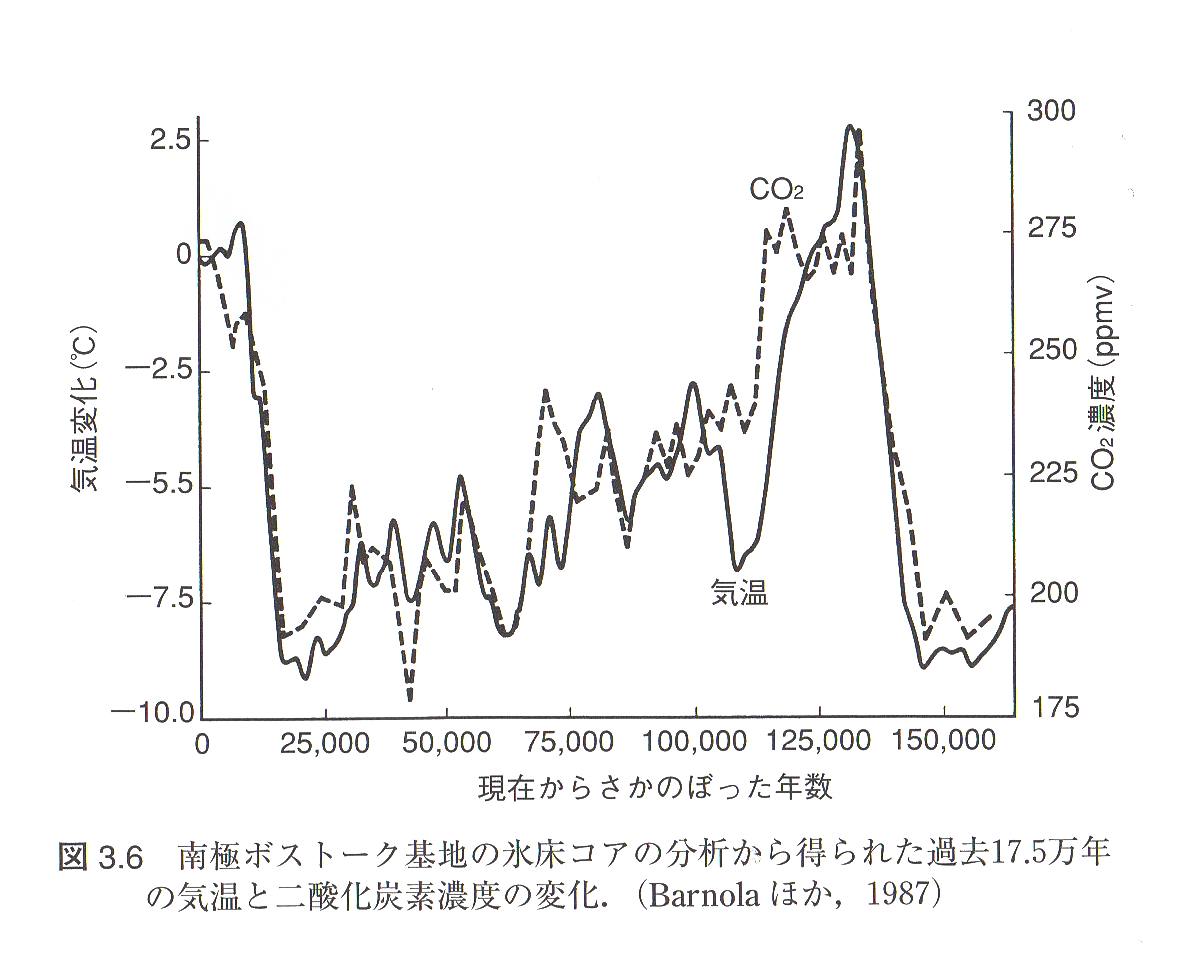 300
2.5
CO₂
275
0
250
−2.5
気温変化(℃)
CO₂濃度(ppmv)
225
−5.5
気温
−7.5
200
−10.0
175
0 25,000 50,000 75,000 100,000 125,000 150,000
現在からさかのぼった年数
図 3.6 南極ボストーク基地の氷床コアの分析から得られた過去17.5万年
の気温と二酸化炭素濃度の変化.(Barnola ほか, 1987)